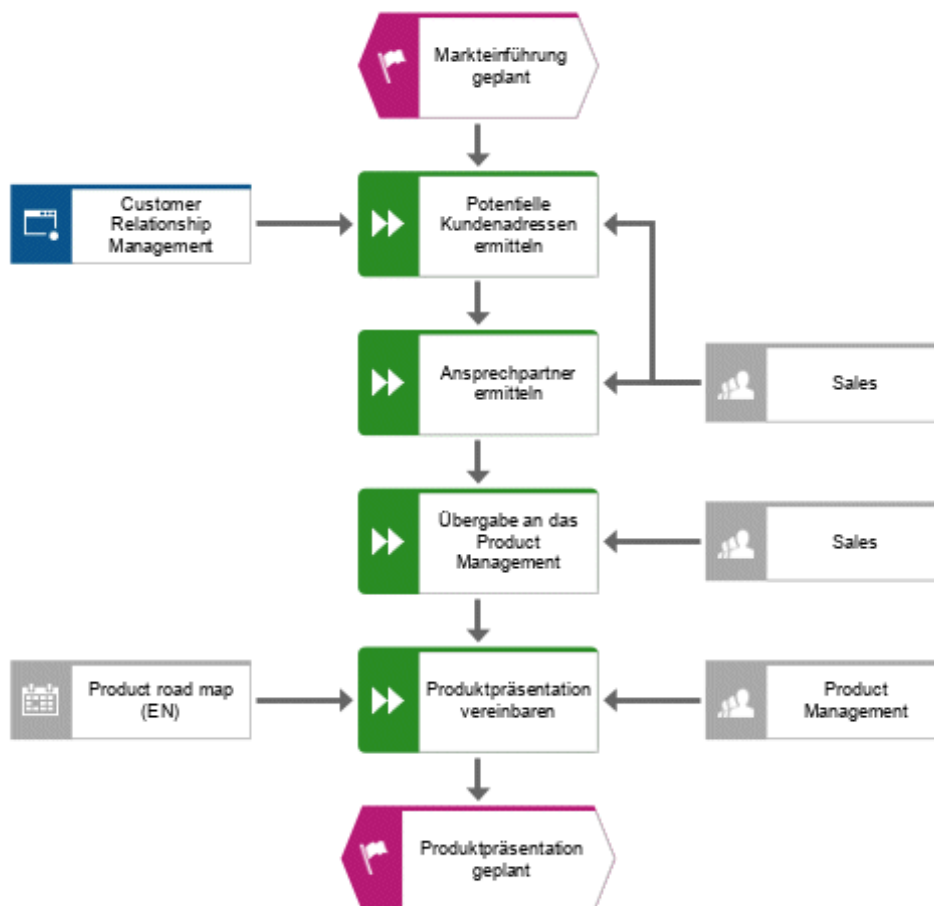 Markteinführung
geplant
Customer
Relationship
Management
Potentielle
Kundenadressen
ermitteln
Ansprechpartner
ermitteln
Sales
Übergabe an das
Product
Management
Sales
Product road map
(EN)
Produktpräsentation
vereinbaren
Product
Management
Produktpräsentation
geplant